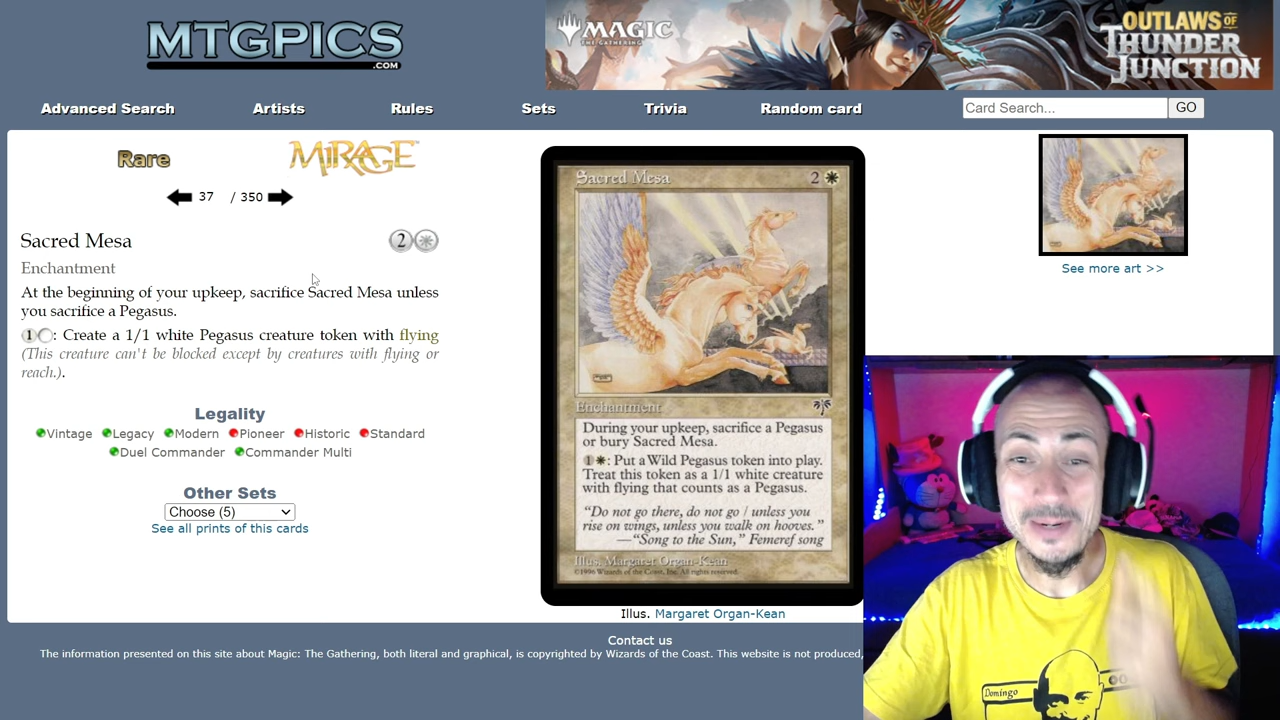 MTGPICS
.COM
MAGIC
THE GATHERING
OUTLAWS OF
THUNDER
JUNCTION
Advanced Search
Artists
Rules
Sets
Trivia
Random card
Card Search...
GO
Rare
MIRAGE
37 / 350
Sacred Mesa
2
Enchantment
At the beginning of your upkeep, sacrifice Sacred Mesa unless
you sacrifice a Pegasus.
1: Create a 1/1 white Pegasus creature token with flying
(This creature can't be blocked except by creatures with flying or
reach.).
Legality
Vintage Legacy Modern Pioneer Historic Standard
Duel Commander Commander Multi
Other Sets
Choose (5)
See all prints of this cards
Sacred Mesa
2
Enchantment
During your upkeep, sacrifice a Pegasus
or bury Sacred Mesa.
1: Put a Wild Pegasus token into play.
Treat this token as a 1/1 white creature
with flying that counts as a Pegasus.
“Do not go there, do not go / unless you
rise on wings, unless you walk on hooves.”
—“Song to the Sun,” Femeref song
Illus. Margaret Organ-Kean
©1996 Wizards of the Coast, Inc. All rights reserved.
Illus. Margaret Organ-Kean
See more art >>
Contact us
The information presented on this site about Magic: The Gathering, both literal and graphical, is copyrighted by Wizards of the Coast. This website is not produced,
Domingo